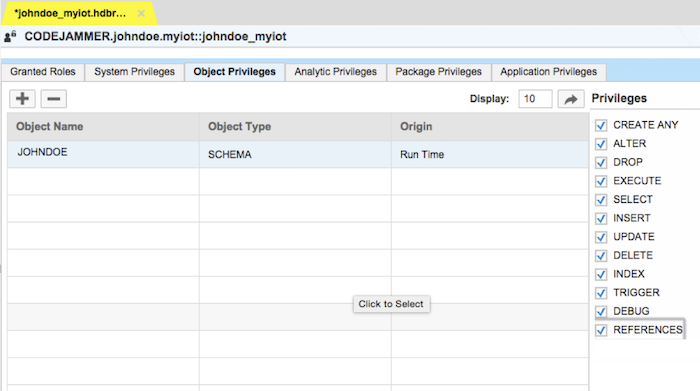 *johndoe_myiot.hdbr... ×
CODEJAMMER.johndoe.myiot::johndoe_myiot
Granted Roles System Privileges Object Privileges Analytic Privileges Package Privileges Application Privileges
Display: 10 Privileges
Object Name Object Type Origin
JOHNDOE SCHEMA Run Time
CREATE ANY
ALTER
DROP
EXECUTE
SELECT
INSERT
UPDATE
DELETE
INDEX
TRIGGER
DEBUG
REFERENCES
Click to Select